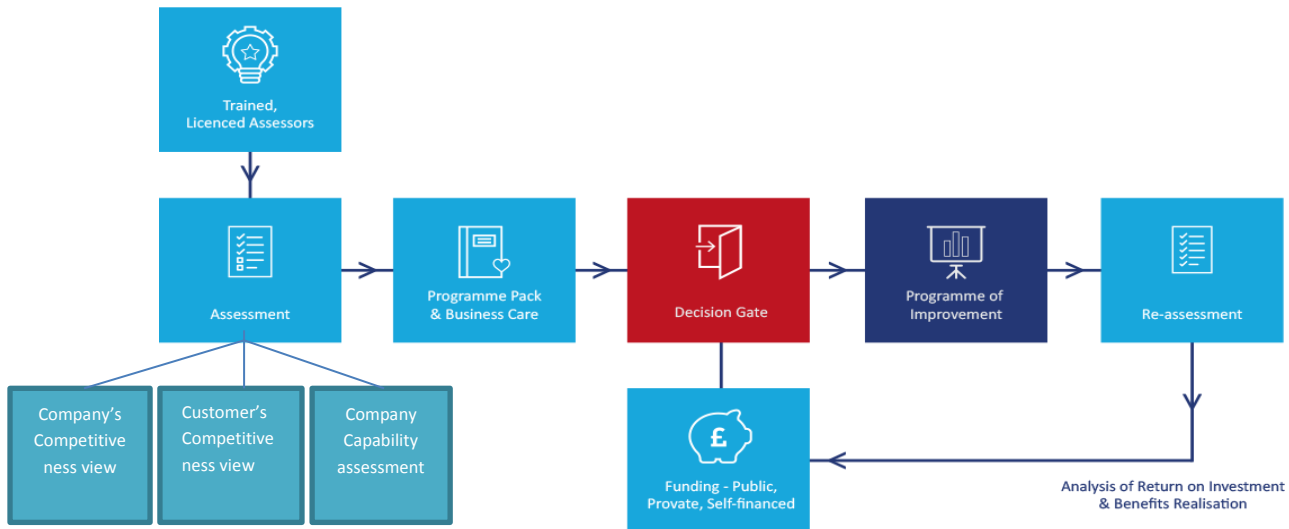 Trained,
Licenced Assessors
Assessment
Programme Pack
& Business Care
Decision Gate
Programme of
Improvement
Re-assessment
Company's
Competitive
ness view
Customer's
Competitive
ness view
Company
Capability
assessment
£
Funding - Public,
Provate, Self-financed
Analysis of Return on Investment
& Benefits Realisation